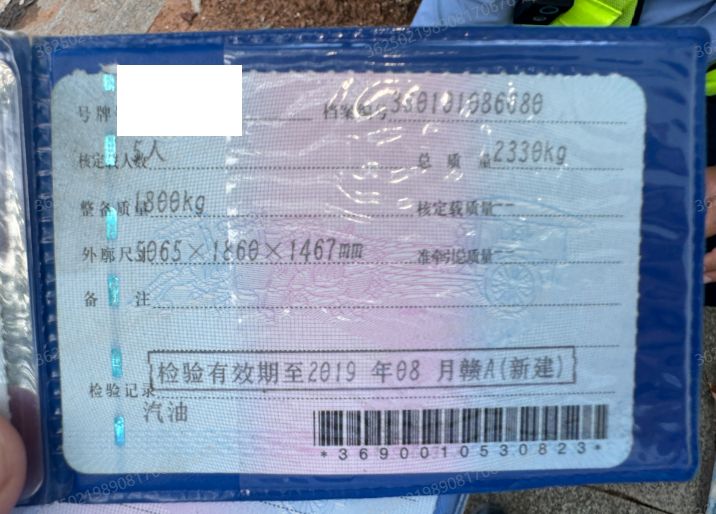 号牌 档案编号 360101086080
核定载人数 5人 总质量 2330kg
整备质量 1800kg 核定载质量 --
外廓尺寸 5065×1860×1467mm 准牵引总质量 --
备注
检验记录 检验有效期至2019年08月赣A(新建)
汽油
*3690010530823*